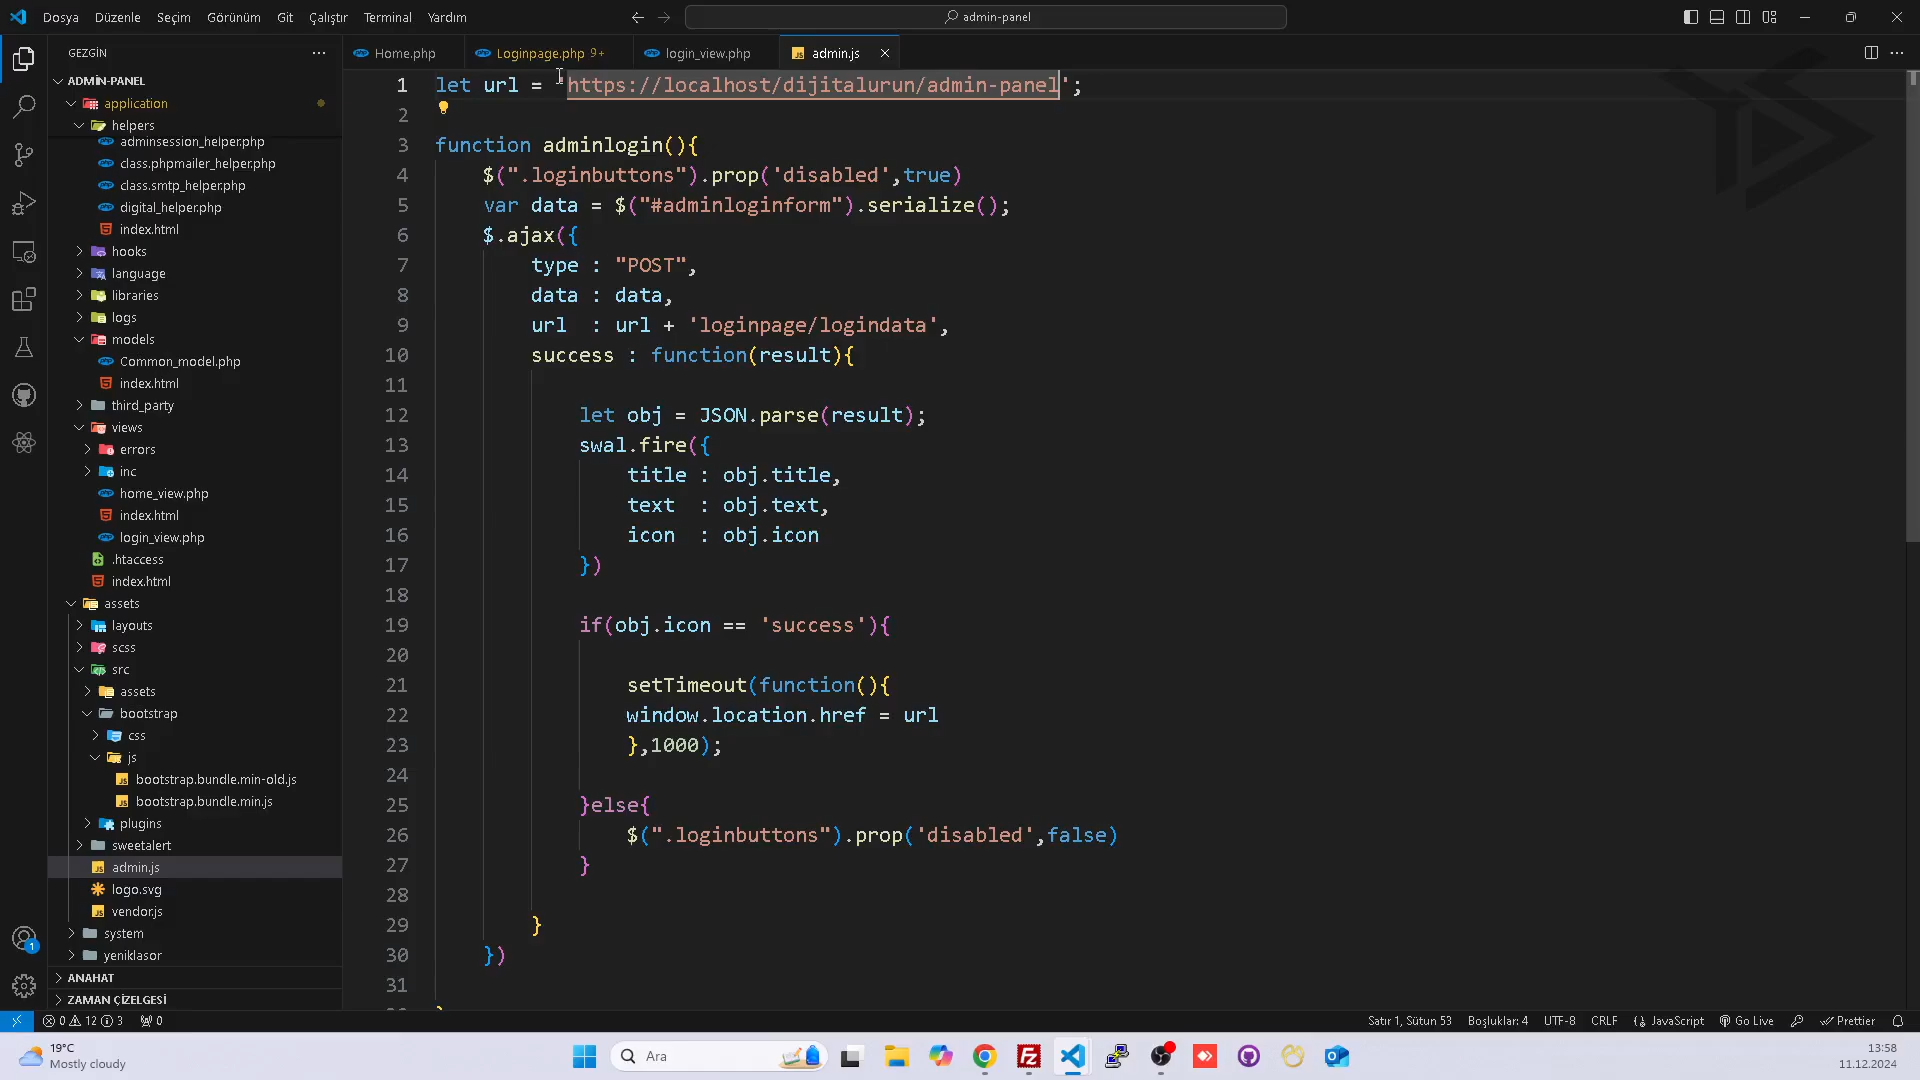 Dosya Düzenle Seçim Görünüm Git Çalıştır Terminal Yardım
admin-panel
GEZGİN
Home.php
Loginpage.php 9+
login_view.php
admin.js
ADMIN-PANEL
application
helpers
adminsession_helper.php
class.phpmailer_helper.php
class.smtp_helper.php
digital_helper.php
index.html
hooks
language
libraries
logs
models
Common_model.php
index.html
third_party
views
errors
inc
home_view.php
index.html
login_view.php
.htaccess
index.html
assets
layouts
scss
src
assets
bootstrap
css
js
bootstrap.bundle.min-old.js
bootstrap.bundle.min.js
plugins
sweetalert
admin.js
logo.svg
vendor.js
system
yeniklasor
ANAHAT
ZAMAN ÇİZELGESİ
1 let url = 'https://localhost/dijitalurun/admin-panel';
2
3 function adminlogin(){
4 $(".loginbuttons").prop('disabled',true)
5 var data = $("#adminloginform").serialize();
6 $.ajax({
7 type : "POST",
8 data : data,
9 url : url + 'loginpage/logindata',
10 success : function(result){
11
12 let obj = JSON.parse(result);
13 swal.fire({
14 title : obj.title,
15 text : obj.text,
16 icon : obj.icon
17 })
18
19 if(obj.icon == 'success'){
20
21 setTimeout(function(){
22 window.location.href = url
23 },1000);
24
25 }else{
26 $(".loginbuttons").prop('disabled',false)
27 }
28
29 }
30 })
31
1
0 12 3 0
Satır 1, Sütun 53 Boşluklar: 4 UTF-8 CRLF JavaScript Go Live Prettier
19°C
Mostly cloudy
Ara
13:58
11.12.2024